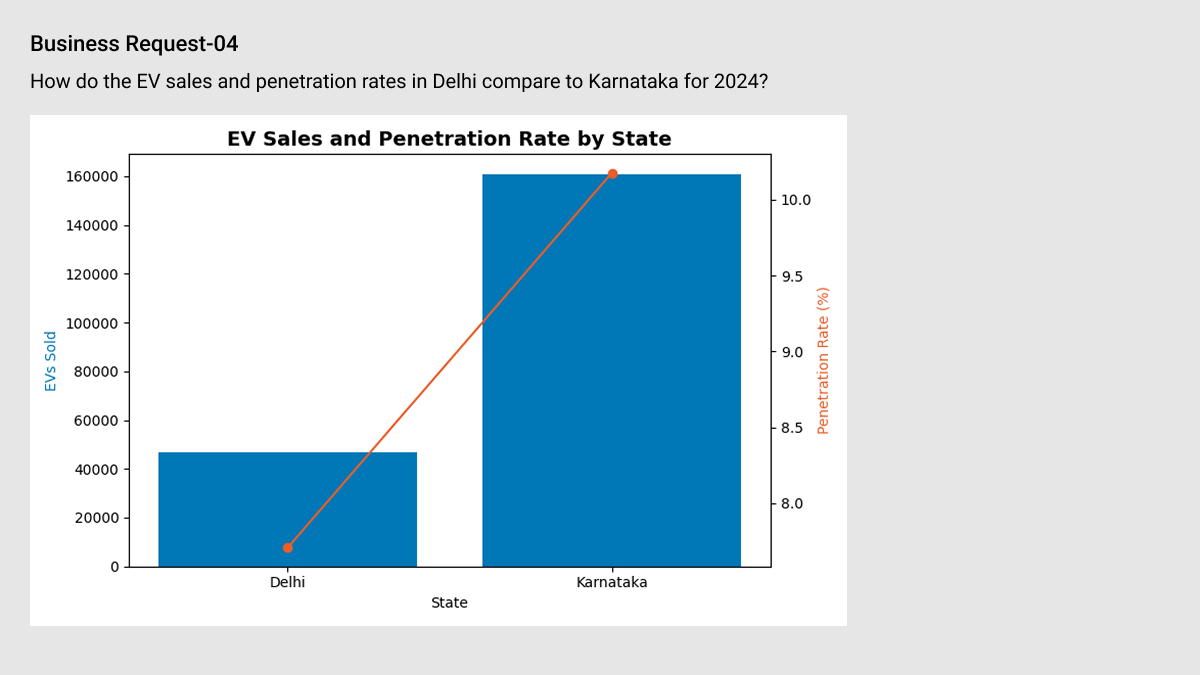 Business Request-04
How do the EV sales and penetration rates in Delhi compare to Karnataka for 2024?
EV Sales and Penetration Rate by State
160000
140000
120000
100000
80000
60000
40000
20000
0
EVs Sold
10.0
9.5
9.0
8.5
8.0
Penetration Rate (%)
Delhi
Karnataka
State